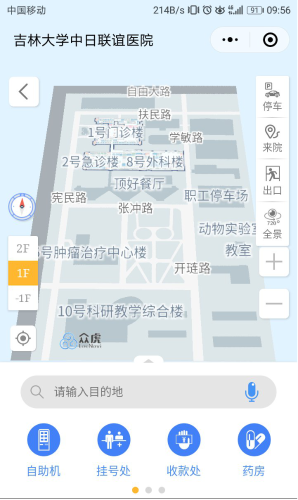 中国移动
214B/s
91
09:56
吉林大学中日联谊医院
自由大路
扶民路
1号门诊楼
学敏路
2号急诊楼
8号外科楼
顶好餐厅
宪民路
张冲路
职工停车场
动物实验室
教室
号肿瘤治疗中心楼
开琏路
10号科研教学综合楼
停车
来院
出口
720°
全景
2F
1F
-1F
众虎
请输入目的地
自助机
挂号处
收款处
药房